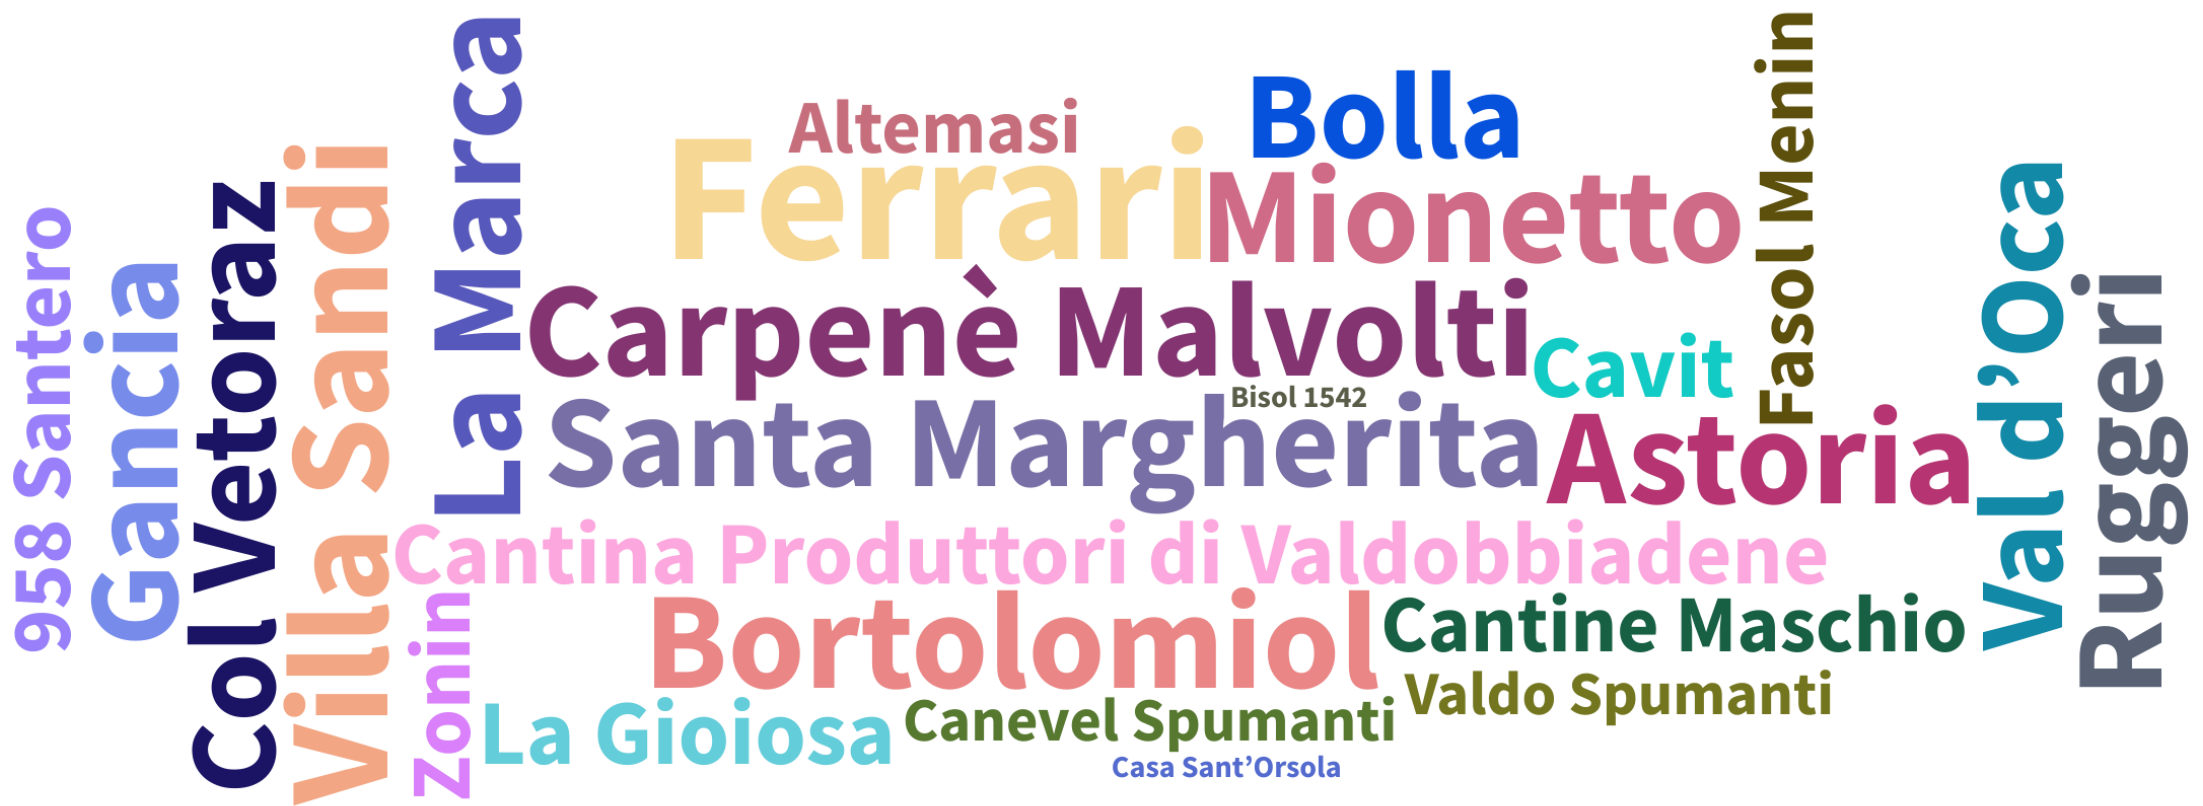 958 Santero
Gancia
Col Vetoraz
Villa Sandi
La Marca
Altemasi
Bolla
Ferrari
Mionetto
Fasol Menin
Carpenè Malvolti
Cavit
Bisol 1542
Santa Margherita
Astoria
Val d’Oca
Ruggeri
Cantina Produttori di Valdobbiadene
Zonin
Bortolomiol
Cantine Maschio
Valdo Spumanti
La Gioiosa
Canevel Spumanti
Casa Sant’Orsola